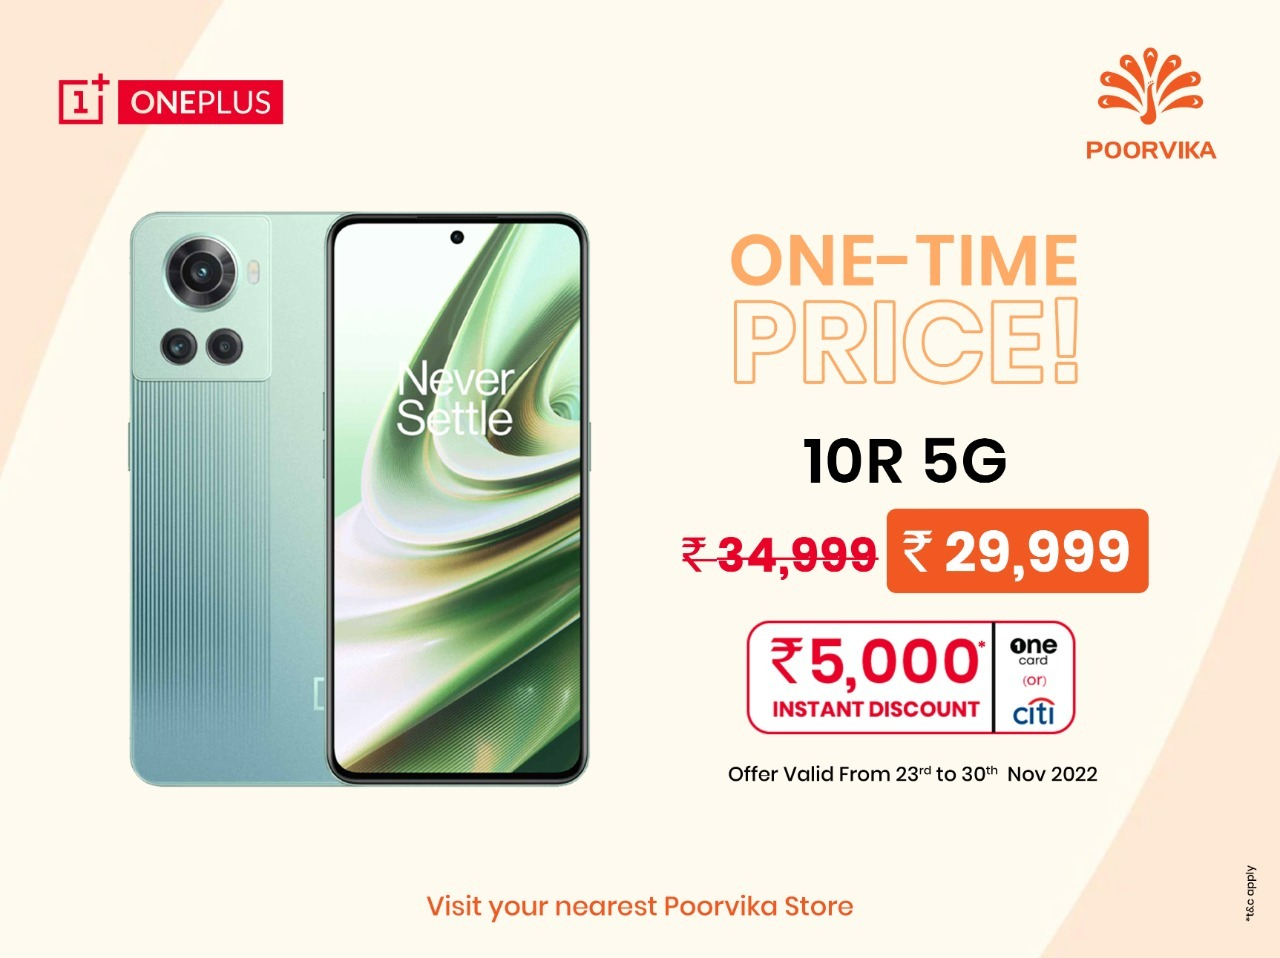 1+ ONEPLUS
POORVIKA
ONE-TIME
PRICE!
Never
Settle
10R 5G
₹ 34,999 ₹ 29,999
₹5,000*
INSTANT DISCOUNT
one
card
(or)
citi
Offer Valid From 23rd to 30th Nov 2022
Visit your nearest Poorvika Store
*t&c apply